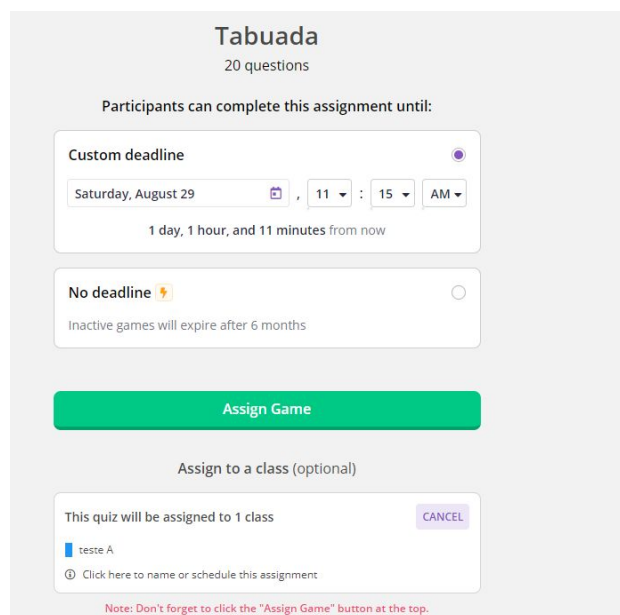 Tabuada
20 questions
Participants can complete this assignment until:
Custom deadline
Saturday, August 29 , 11 : 15 AM
1 day, 1 hour, and 11 minutes from now
No deadline
Inactive games will expire after 6 months
Assign Game
Assign to a class (optional)
This quiz will be assigned to 1 class CANCEL
teste A
Click here to name or schedule this assignment
Note: Don't forget to click the "Assign Game" button at the top.